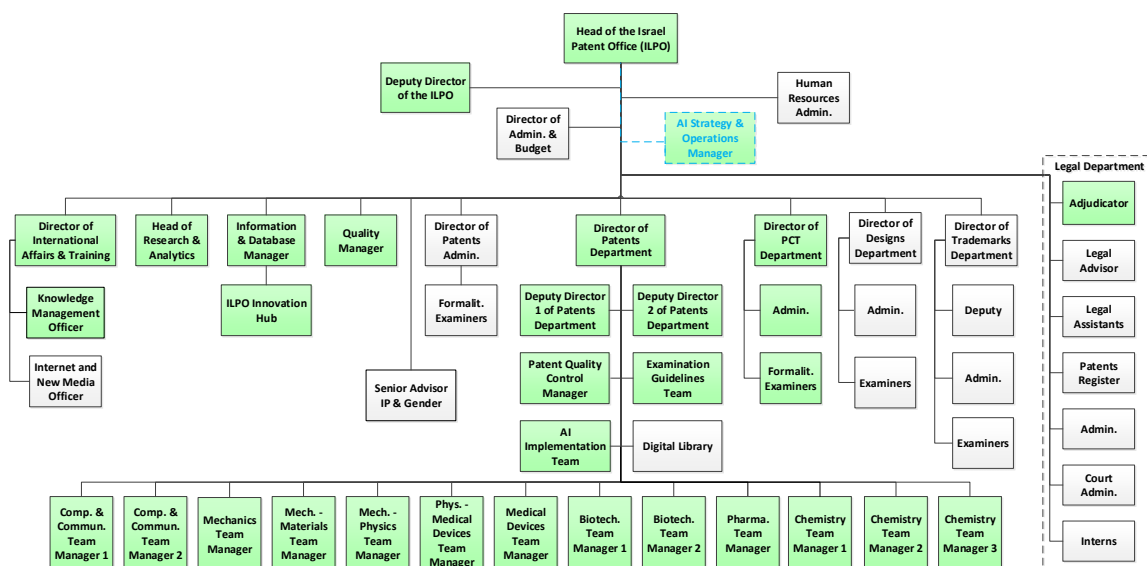 Head of the Israel
Patent Office (ILPO)
Deputy Director
of the ILPO
Human
Resources
Admin.
Director of
Admin. &
Budget
AI Strategy &
Operations
Manager
Legal Department
Adjudicator
Legal
Advisor
Legal
Assistants
Patents
Register
Admin.
Court
Admin.
Interns
Director of
International
Affairs & Training
Knowledge
Management
Officer
Internet and
New Media
Officer
Head of
Research &
Analytics
Information
& Database
Manager
ILPO Innovation
Hub
Quality
Manager
Senior Advisor
IP & Gender
Director of
Patents
Admin.
Formalit.
Examiners
Director of
Patents
Department
Deputy Director
1 of Patents
Department
Deputy Director
2 of Patents
Department
Patent Quality
Control
Manager
Examination
Guidelines
Team
AI
Implementation
Team
Digital Library
Director of
PCT
Department
Admin.
Formalit.
Examiners
Director of
Designs
Department
Admin.
Examiners
Director of
Trademarks
Department
Deputy
Admin.
Examiners
Comp. &
Commun.
Team
Manager 1
Comp. &
Commun.
Team
Manager 2
Mechanics
Team
Manager
Mech. -
Materials
Team
Manager
Mech. -
Physics
Team
Manager
Phys. -
Medical
Devices
Team
Manager
Medical
Devices
Team
Manager
Biotech.
Team
Manager 1
Biotech.
Team
Manager 2
Pharma.
Team
Manager
Chemistry
Team
Manager 1
Chemistry
Team
Manager 2
Chemistry
Team
Manager 3